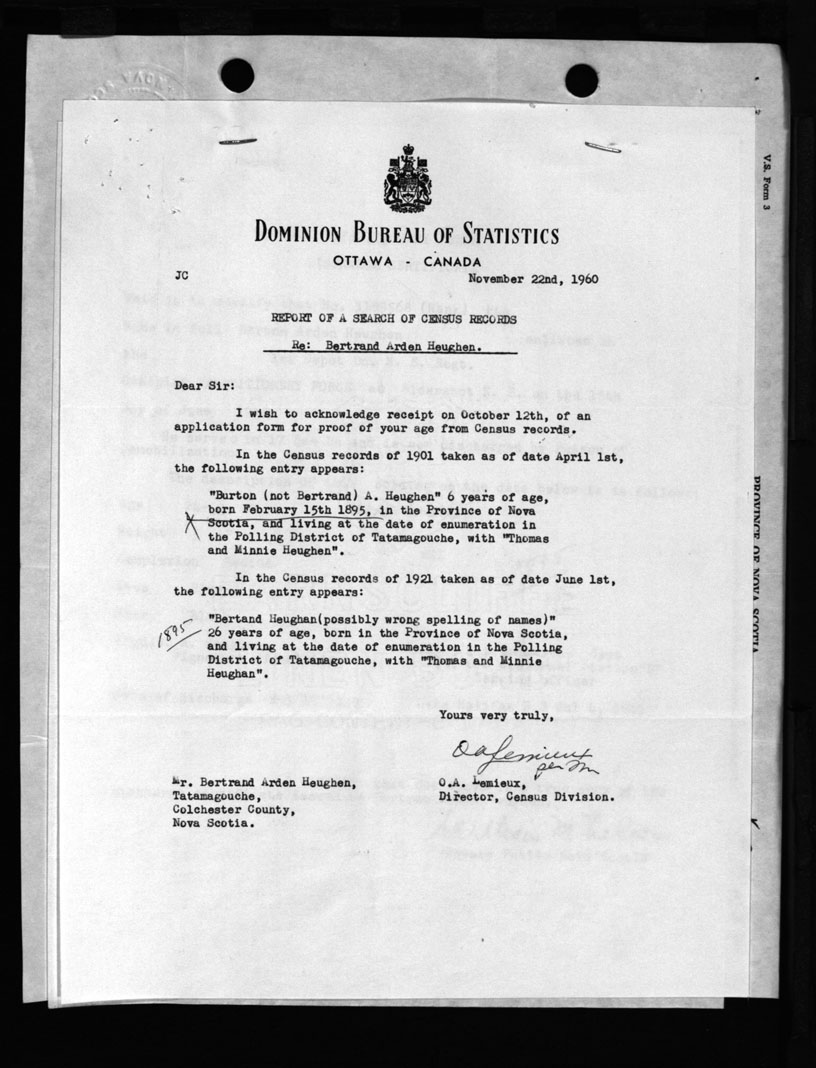 DOMINION BUREAU OF STATISTICS
OTTAWA - CANADA
JC
November 22nd, 1960
REPORT OF A SEARCH OF CENSUS RECORDS
Re: Bertrand Arden Heughen.
Dear Sir:
I wish to acknowledge receipt on October 12th, of an
application form for proof of your age from Census records.
In the Census records of 1901 taken as of date April 1st,
the following entry appears:
"Burton (not Bertrand) A. Heughen" 6 years of age,
born February 15th 1895, in the Province of Nova
X Scotia, and living at the date of enumeration in
the Polling District of Tatamagouche, with "Thomas
and Minnie Heughen".
In the Census records of 1921 taken as of date June 1st,
the following entry appears:
"Bertand Heughan(possibly wrong spelling of names)"
1895
26 years of age, born in the Province of Nova Scotia,
and living at the date of enumeration in the Polling
District of Tatamagouche, with "Thomas and Minnie
Heughan".
Yours very truly,
Mr. Bertrand Arden Heughen,
Tatamagouche,
Colchester County,
Nova Scotia.
O.A. Lemieux,
Director, Census Division.
V.S. Form 3
PROVINCE OF NOVA SCOTIA